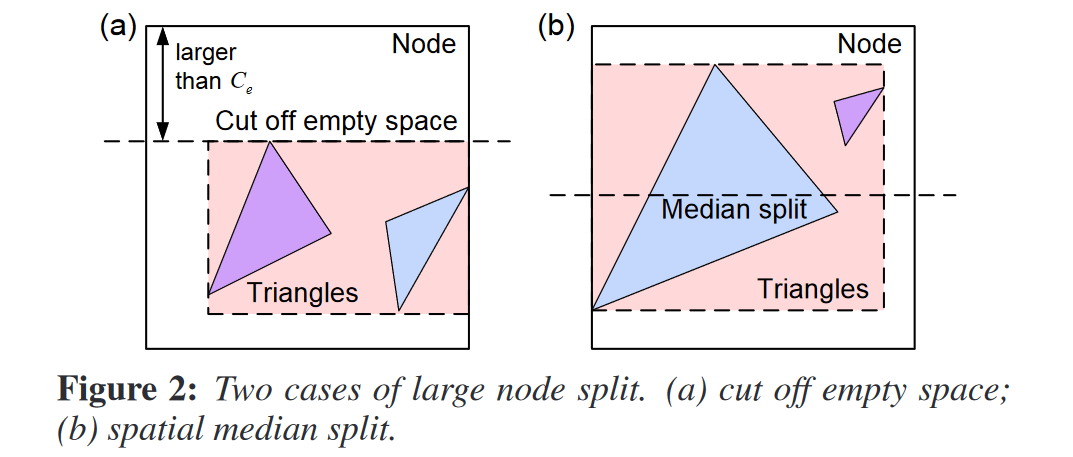 (a)
Node
larger
than Cₑ
Cut off empty space
Triangles
(b)
Node
Median split
Triangles
Figure 2: Two cases of large node split. (a) cut off empty space;
(b) spatial median split.